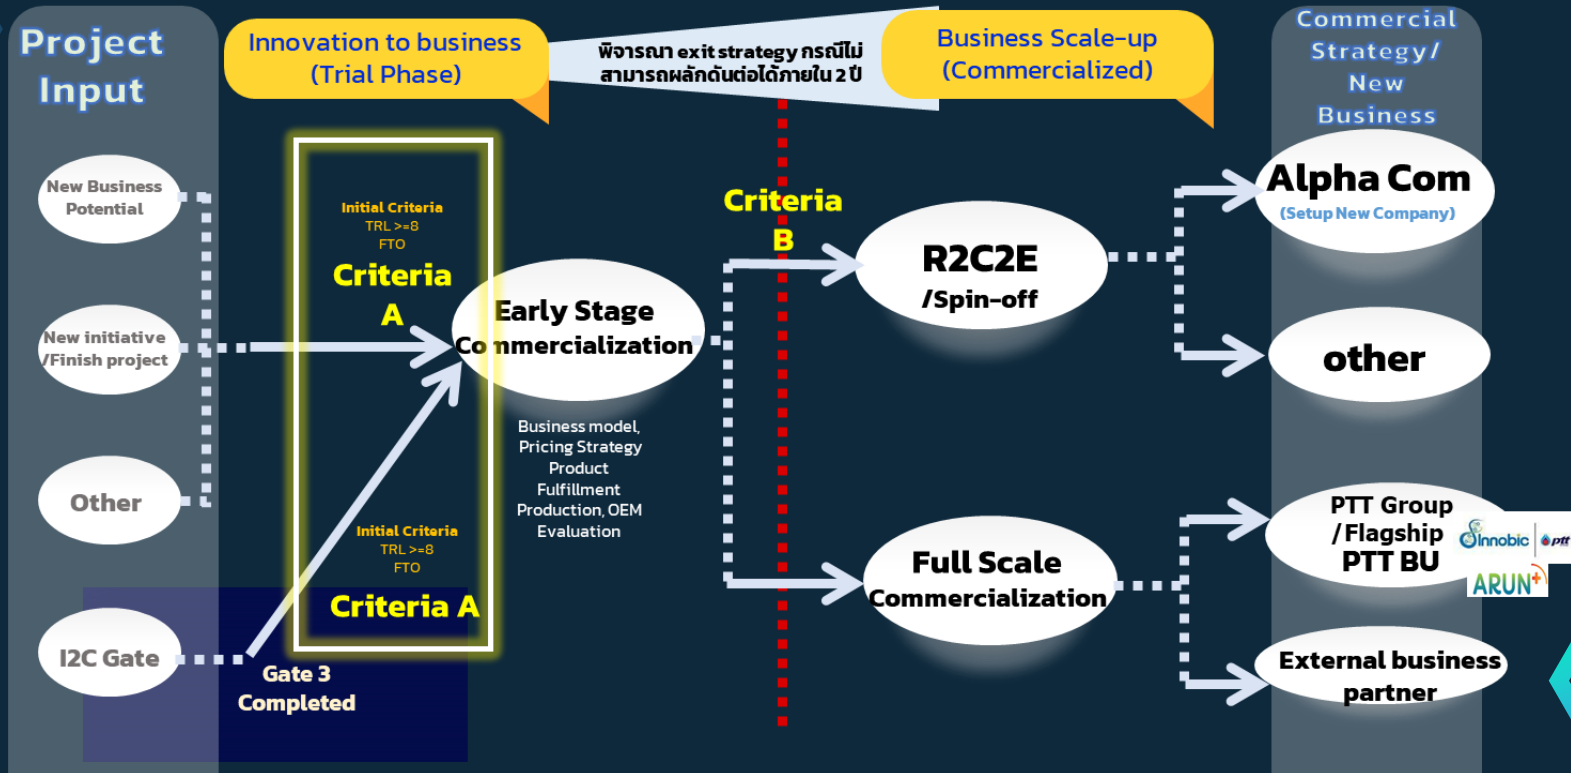 Project
Input
Innovation to business
(Trial Phase)
พิจารณา exit strategy กรณีไม่
สามารถผลักดันต่อได้ภายใน 2 ปี
Business Scale-up
(Commercialized)
Commercial
Strategy/
New
Business
New Business
Potential
New initiative
/Finish project
Other
I2C Gate
Initial Criteria
TRL >=8
FTO
Criteria
A
Initial Criteria
TRL >=8
FTO
Criteria A
Gate 3
Completed
Early Stage
Commercialization
Business model,
Pricing Strategy
Product
Fulfillment
Production, OEM
Evaluation
Criteria
B
R2C2E
/Spin-off
Full Scale
Commercialization
Alpha Com
(Setup New Company)
other
PTT Group
/Flagship
PTT BU
Innobic
ptt
ARUN+
External business
partner